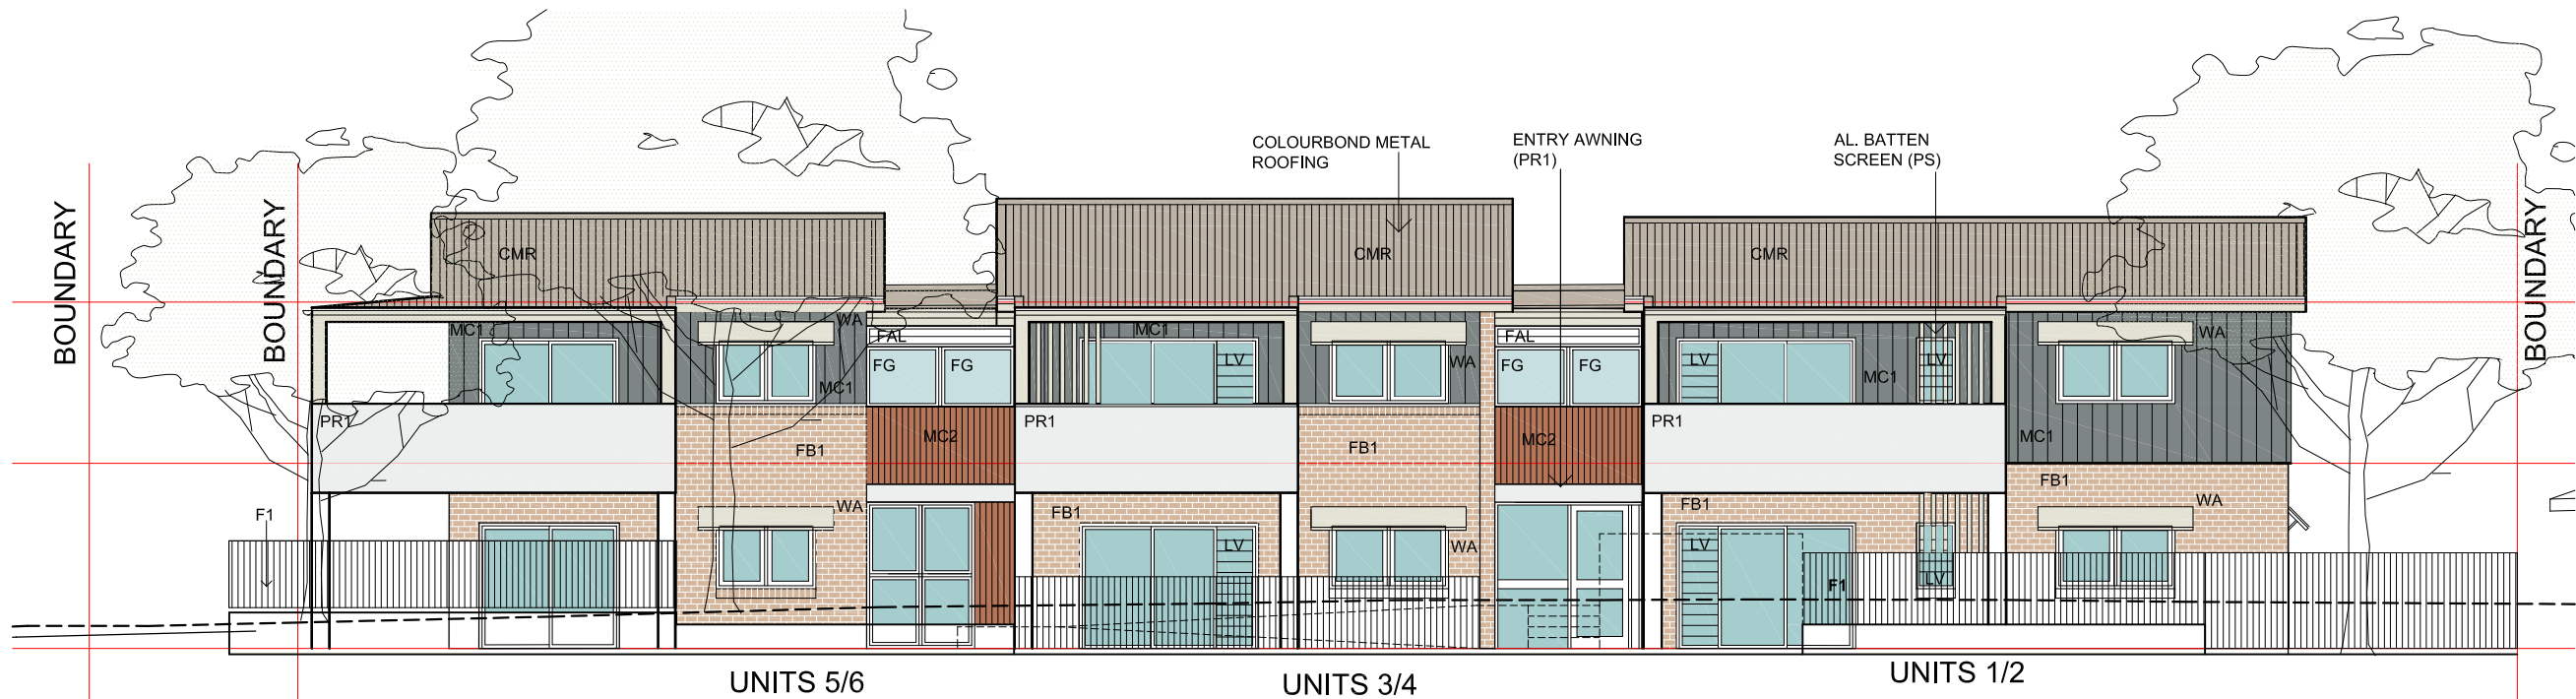 COLOURBOND METAL
ROOFING
ENTRY AWNING
(PR1)
AL. BATTEN
SCREEN (PS)
BOUNDARY
BOUNDARY
BOUNDARY
CMR
CMR
CMR
MC1
WA
FAL
MC1
FAL
WA
FG
FG
LV
WA
FG
FG
LV
LV
MC1
MC1
PR1
PR1
PR1
MC2
FB1
FB1
MC2
MC1
FB1
WA
FB1
FB1
WA
F1
WA
LV
LV
LV
F1
UNITS 5/6
UNITS 3/4
UNITS 1/2